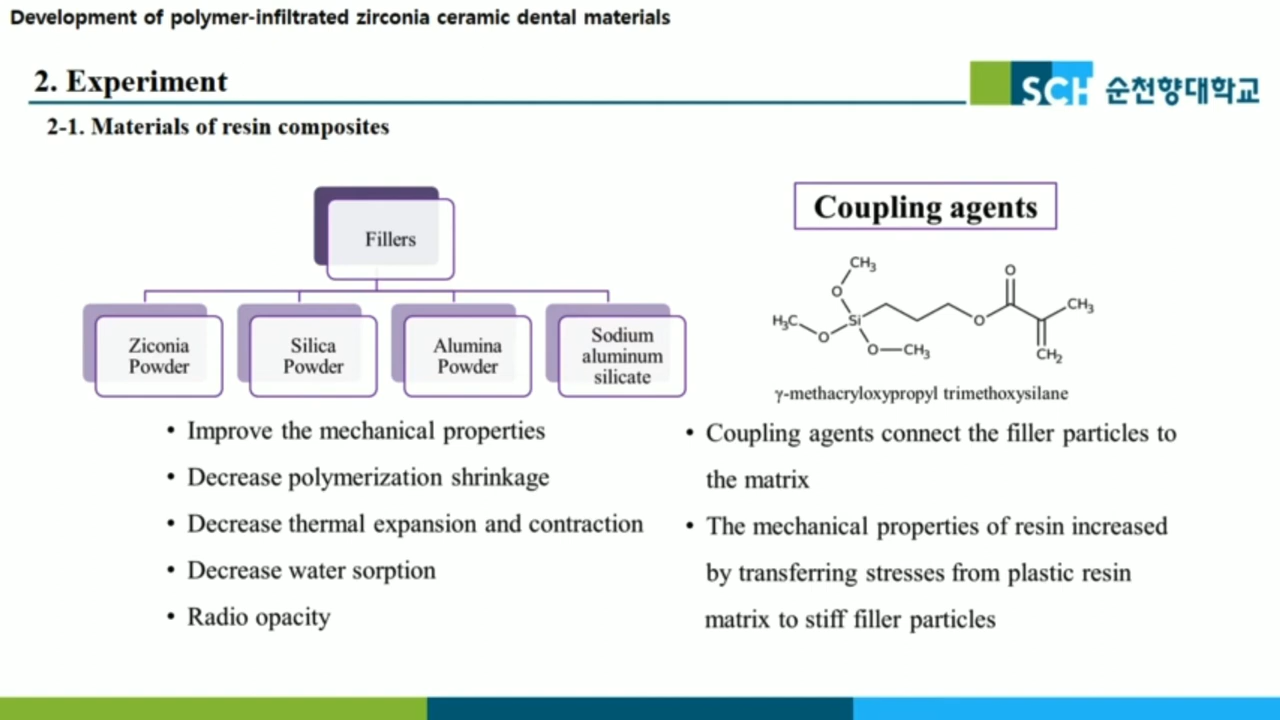 Development of polymer-infiltrated zirconia ceramic dental materials
2. Experiment
SCH 순천향대학교
2-1. Materials of resin composites
Fillers
Ziconia
Powder
Silica
Powder
Alumina
Powder
Sodium
aluminum
silicate
• Improve the mechanical properties
• Decrease polymerization shrinkage
• Decrease thermal expansion and contraction
• Decrease water sorption
• Radio opacity
Coupling agents
CH₃
O
O
H₃C
Si
O
O
CH₃
O—CH₃
CH₂
γ-methacryloxypropyl trimethoxysilane
• Coupling agents connect the filler particles to
the matrix
• The mechanical properties of resin increased
by transferring stresses from plastic resin
matrix to stiff filler particles